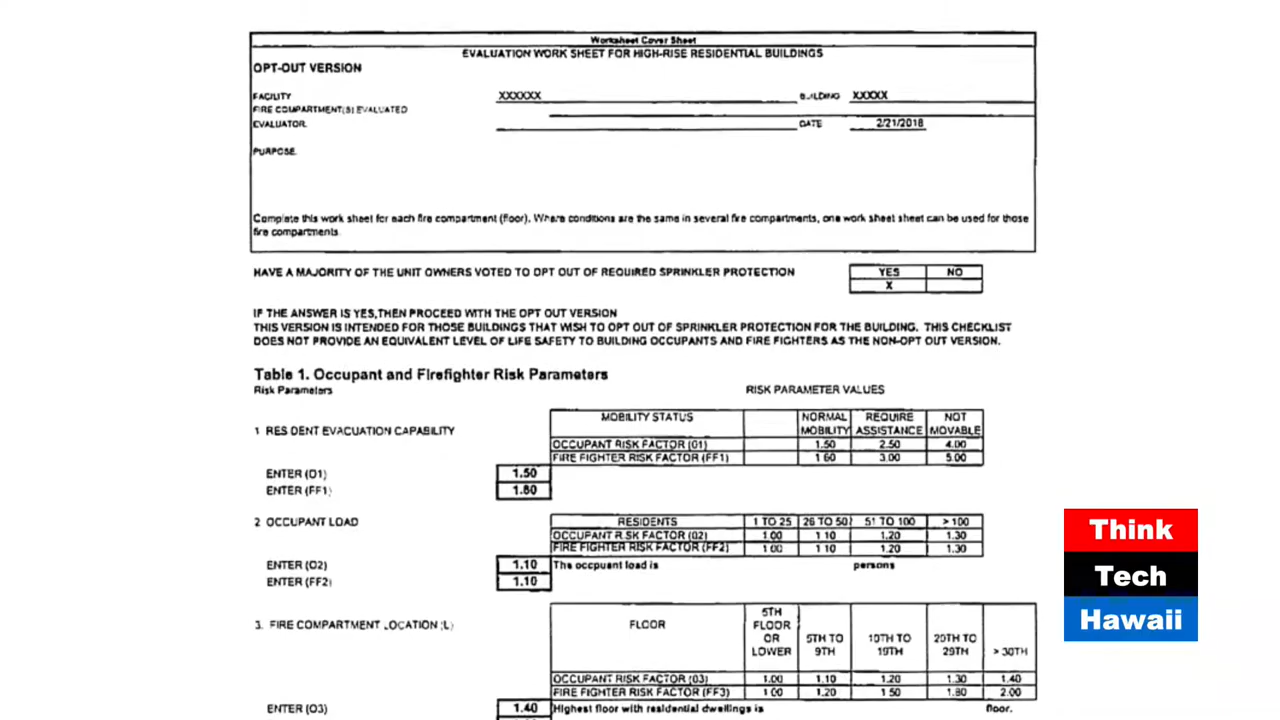 Worksheet Cover Sheet
EVALUATION WORK SHEET FOR HIGH-RISE RESIDENTIAL BUILDINGS
OPT-OUT VERSION
FACILITY XXXXXX BUILDING XXXXX
FIRE COMPARTMENT(S) EVALUATED
EVALUATOR DATE 2/21/2018
PURPOSE
Complete this work sheet for each fire compartment (floor). Where conditions are the same in several fire compartments, one work sheet sheet can be used for those
fire compartments.
HAVE A MAJORITY OF THE UNIT OWNERS VOTED TO OPT OUT OF REQUIRED SPRINKLER PROTECTION YES NO
X
IF THE ANSWER IS YES,THEN PROCEED WITH THE OPT OUT VERSION
THIS VERSION IS INTENDED FOR THOSE BUILDINGS THAT WISH TO OPT OUT OF SPRINKLER PROTECTION FOR THE BUILDING. THIS CHECKLIST
DOES NOT PROVIDE AN EQUIVALENT LEVEL OF LIFE SAFETY TO BUILDING OCCUPANTS AND FIRE FIGHTERS AS THE NON-OPT OUT VERSION.
Table 1. Occupant and Firefighter Risk Parameters
Risk Parameters RISK PARAMETER VALUES
1 RESIDENT EVACUATION CAPABILITY
MOBILITY STATUS NORMAL MOBILITY REQUIRE ASSISTANCE NOT MOVABLE
OCCUPANT RISK FACTOR (01) 1.50 2.50 4.00
FIRE FIGHTER RISK FACTOR (FF1) 1.60 3.00 5.00
ENTER (O1) 1.50
ENTER (FF1)
2 OCCUPANT LOAD RESIDENTS 1 TO 25 26 TO 50 51 TO 100 > 100
OCCUPANT RISK FACTOR (02) 1.00 1.10 1.20 1.30
FIRE FIGHTER RISK FACTOR (FF2) 1.00 1.10 1.20 1.30
ENTER (O2) 1.10 The occpuant load is persons
ENTER (FF2) 1.10
3. FIRE COMPARTMENT LOCATION (L)
FLOOR 5TH FLOOR OR LOWER 5TH TO 9TH 10TH TO 19TH 20TH TO 29TH > 30TH
OCCUPANT RISK FACTOR (03) 1.00 1.10 1.20 1.30 1.40
FIRE FIGHTER RISK FACTOR (FF3) 1.00 1.20 1.50 1.80 2.00
ENTER (O3) 1.40 Highest floor with residential dwellings is floor.
Think
Tech
Hawaii